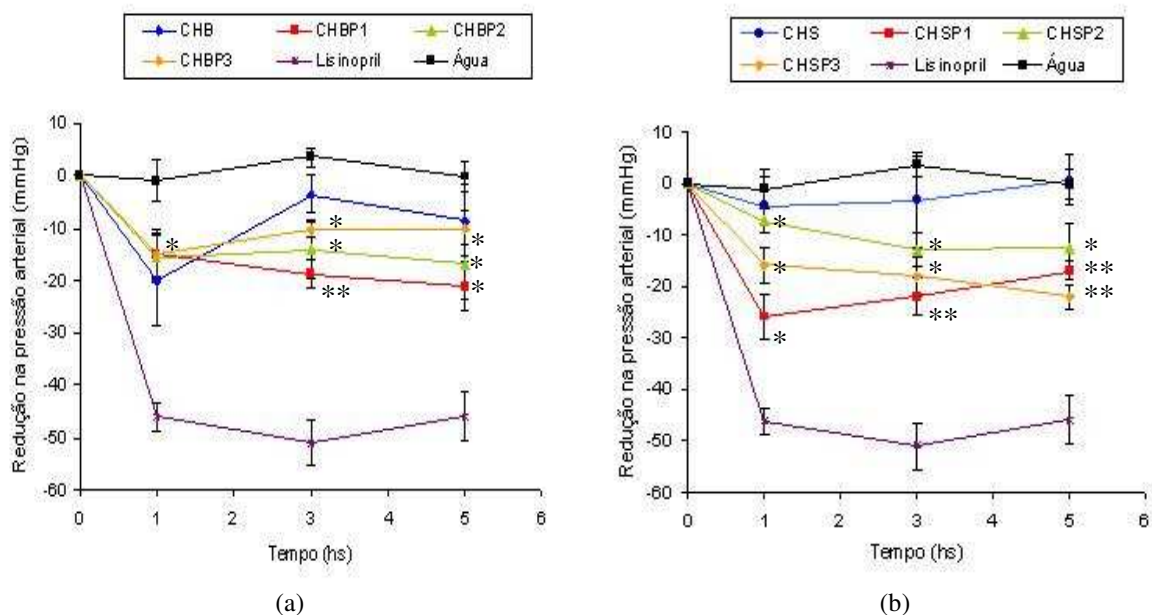 CHB CHBP1 CHBP2
CHBP3 Lisinopril Água
Redução na pressão arterial (mmHg)
10
0
-10
-20
-30
-40
-50
-60
*
*
*
**
*
*
*
0 1 2 3 4 5 6
Tempo (hs)
(a)
CHS CHSP1 CHSP2
CHSP3 Lisinopril Água
Redução na pressão arterial (mmHg)
10
0
-10
-20
-30
-40
-50
-60
*
*
*
*
*
**
*
**
**
0 1 2 3 4 5 6
Tempo (hs)
(b)